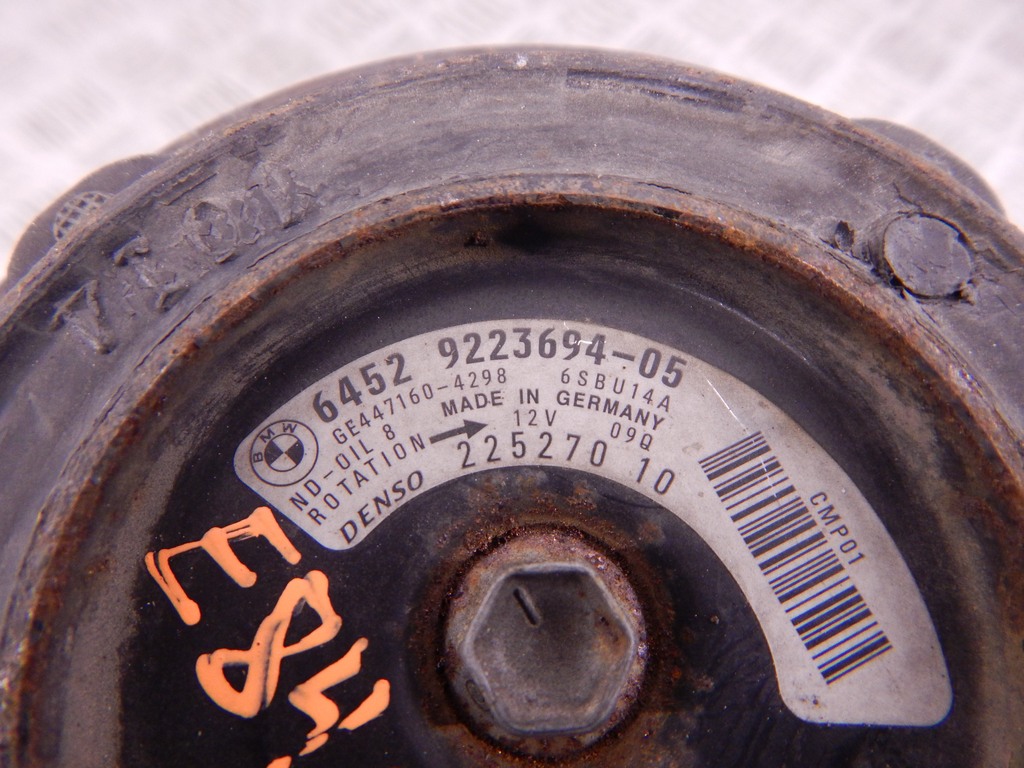 6452 9223694-05
BMW
GE447160-4298 6SBU14A
MADE IN GERMANY
ND-OIL 8 12V 09Q
ROTATION
DENSO 225270 10
CMP01